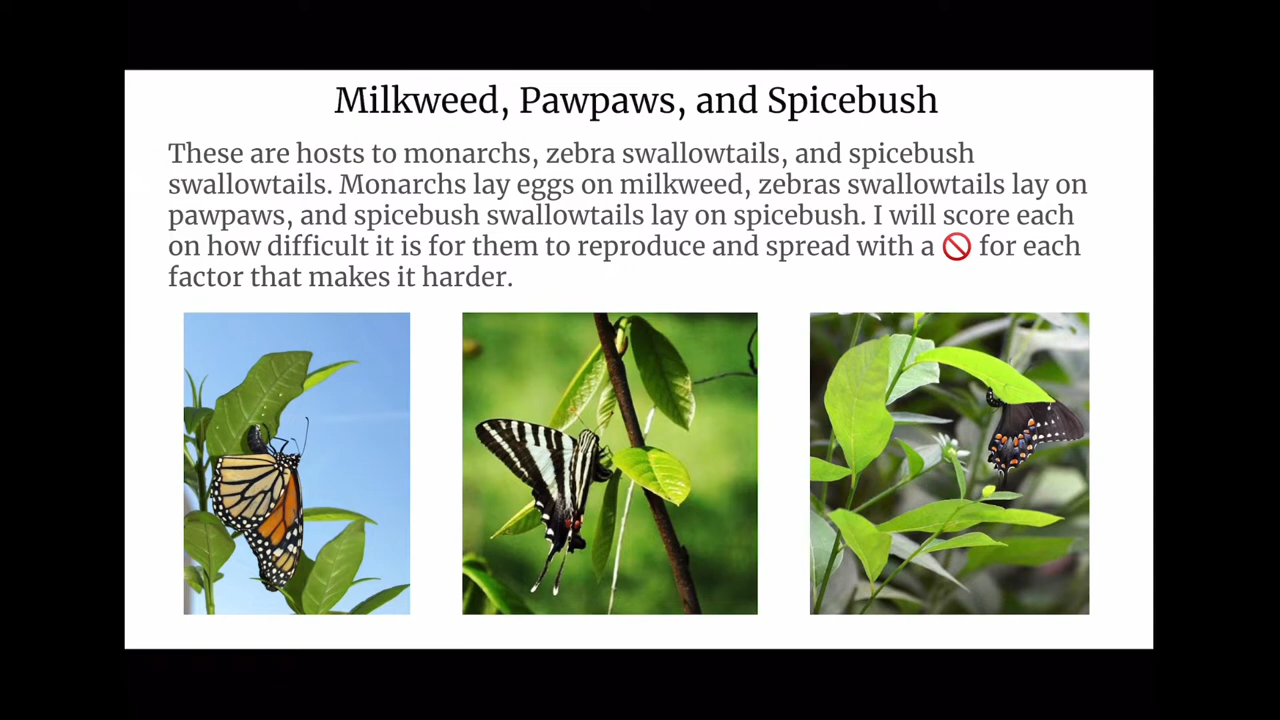 Milkweed, Pawpaws, and Spicebush
These are hosts to monarchs, zebra swallowtails, and spicebush
swallowtails. Monarchs lay eggs on milkweed, zebras swallowtails lay on
pawpaws, and spicebush swallowtails lay on spicebush. I will score each
on how difficult it is for them to reproduce and spread with a 🚫 for each
factor that makes it harder.